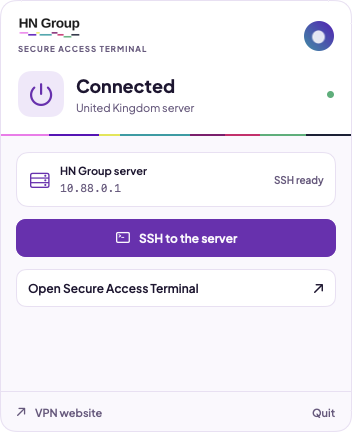 HN Group
SECURE ACCESS TERMINAL
Connected
United Kingdom server
HN Group server
10.88.0.1
SSH ready
SSH to the server
Open Secure Access Terminal
VPN website
Quit